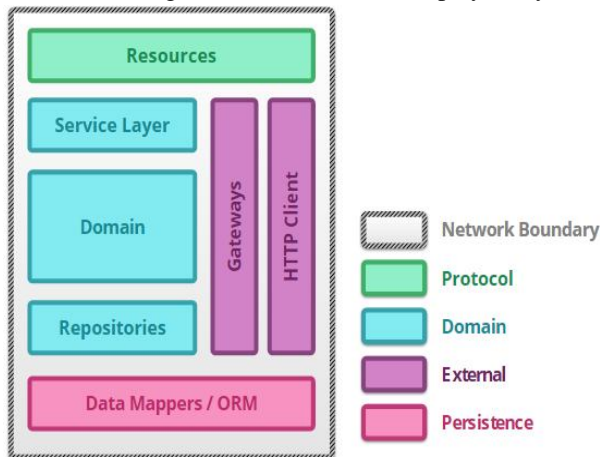 Resources
Service Layer
Domain
Repositories
Gateways
HTTP Client
Data Mappers / ORM
Network Boundary
Protocol
Domain
External
Persistence